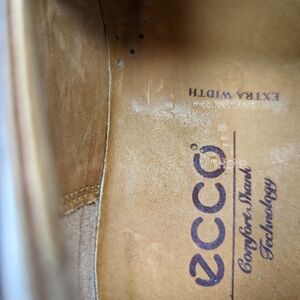 EXTRA WIDTH
ecco
Comfort Shank
Technology